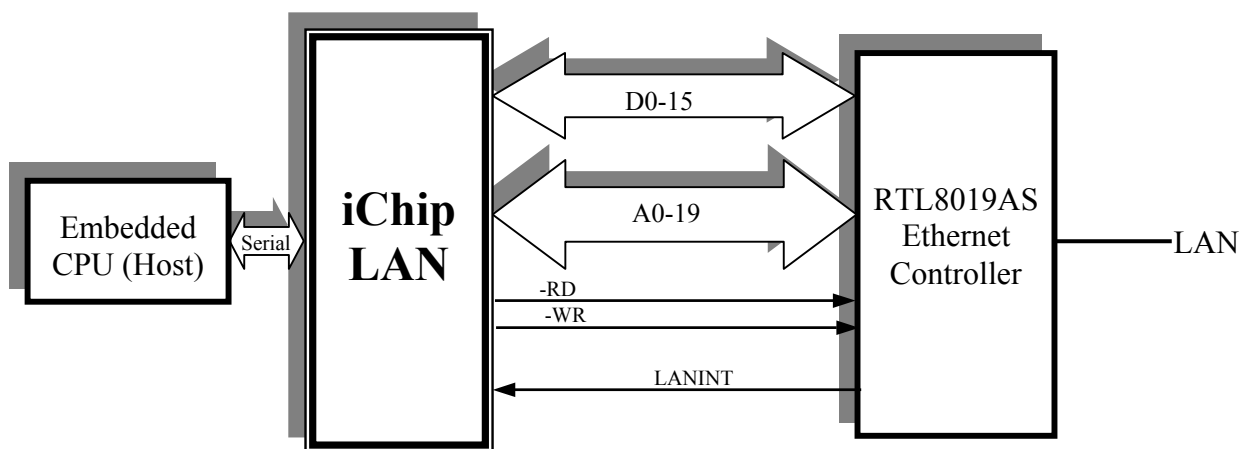 Embedded
CPU (Host)
Serial
iChip
LAN
D0-15
A0-19
-RD
-WR
LANINT
RTL8019AS
Ethernet
Controller
LAN